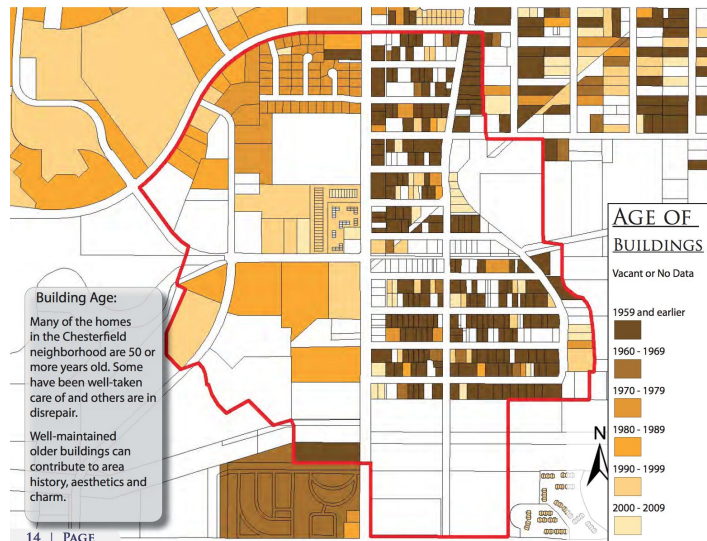 Building Age:
Many of the homes
in the Chesterfield
neighborhood are 50 or
more years old. Some
have been well-taken
care of and others are in
disrepair.
Well-maintained
older buildings can
contribute to area
history, aesthetics and
charm.
14 | PAGE
AGE OF
BUILDINGS
Vacant or No Data
1959 and earlier
1960 - 1969
1970 - 1979
1980 - 1989
1990 - 1999
2000 - 2009
N